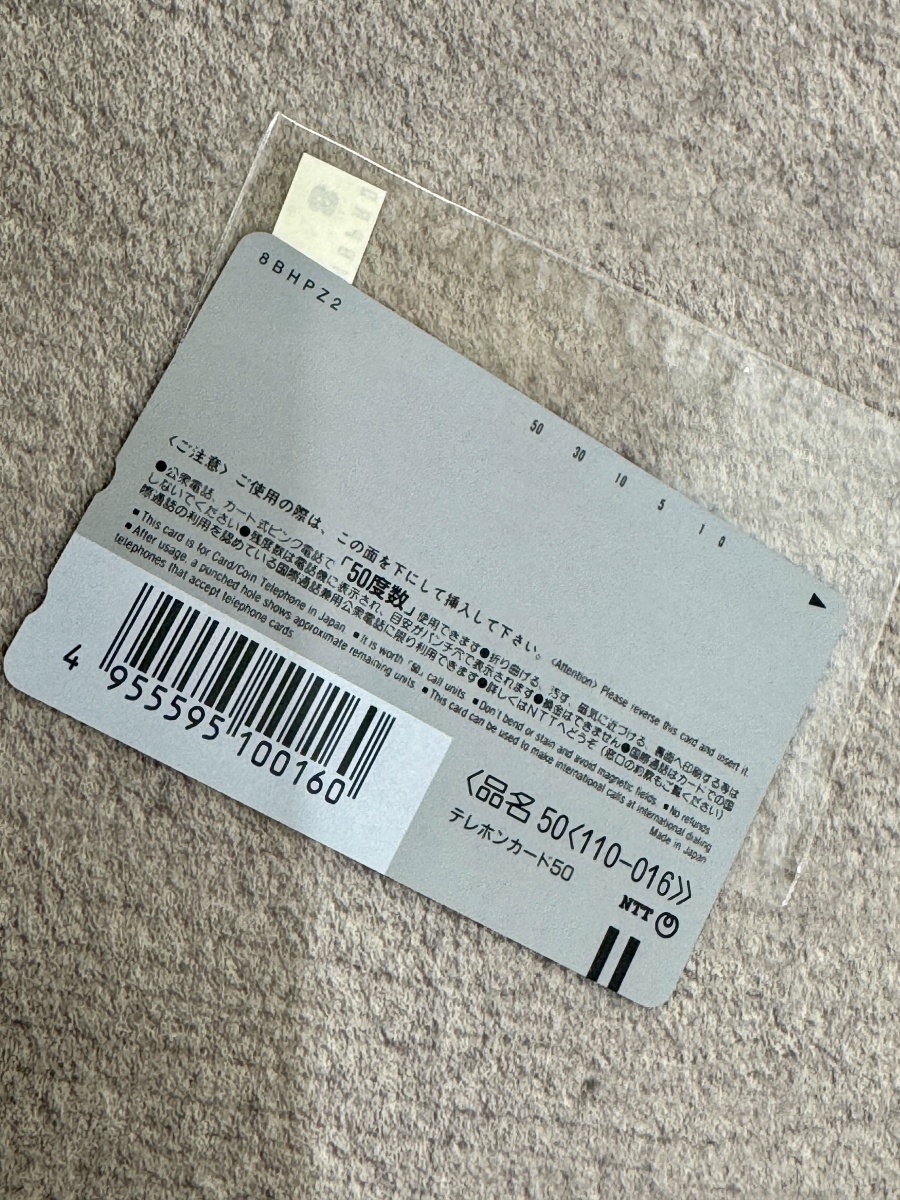 8BHPZ2
50 30 10 5 1 0
〈ご注意〉 ご使用の際は、この面を下にして挿入して下さい。 〈Attention〉 Please reverse this card and insert it.
●公衆電話、カード式ピンク電話で「50度数」使用できます●折り曲げる、汚す、磁気に近づける、裏面へ印刷する等は
しないでください●残度数は電話機に表示され、目安がパンチ穴で表示されます●換金はできません●国際通話はカードでの国
際通話の利用を認めている国際通話兼用公衆電話に限り利用できます●詳しくはNTTへどうぞ(窓口の約款もご覧ください)
■This card is for Card/Coin Telephone in Japan. ■It is worth「50」call units. ■Don't bend or stain and avoid magnetic fields. ■No refunds.
■After usage, a punched hole shows approximate remaining units. ■This card can be used to make international calls at international dialing
telephones that accept telephone cards. Made in Japan
4 955595 100160
〈品名 50〈110-016〉〉
テレホンカード50
NTT